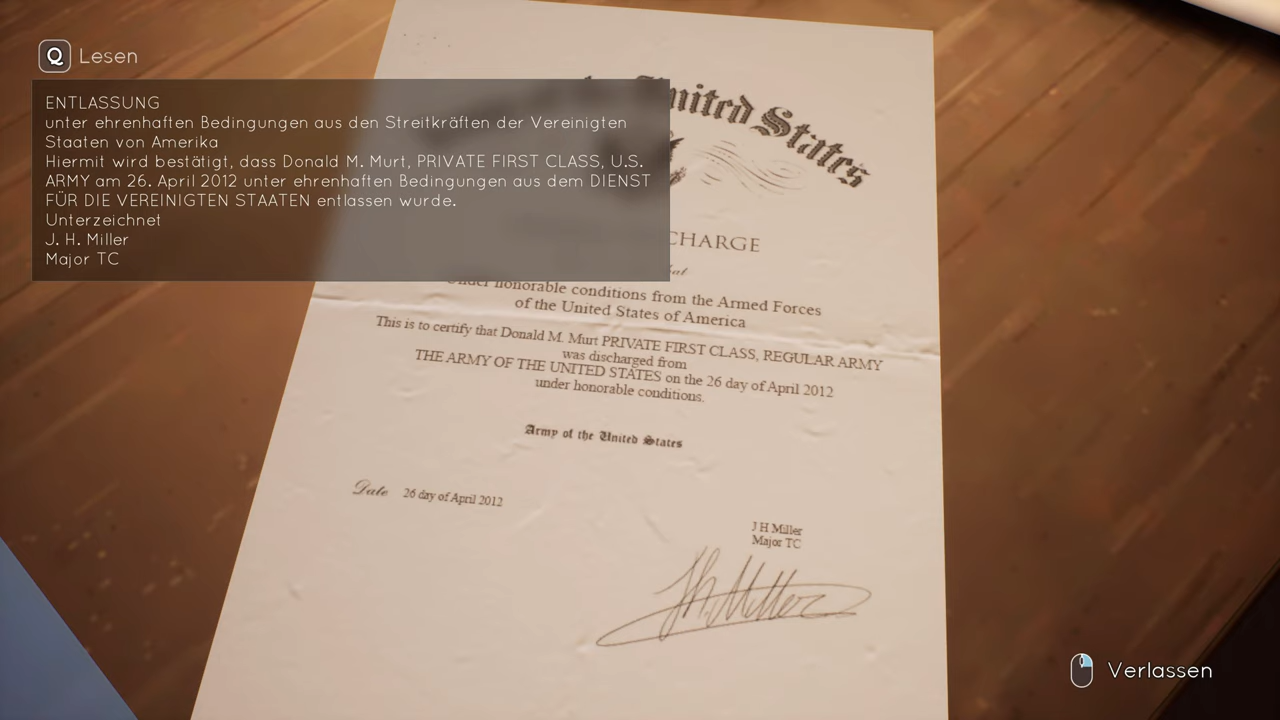 Q Lesen
ENTLASSUNG
unter ehrenhaften Bedingungen aus den Streitkräften der Vereinigten
Staaten von Amerika
Hiermit wird bestätigt, dass Donald M. Murt, PRIVATE FIRST CLASS, U.S.
ARMY am 26. April 2012 unter ehrenhaften Bedingungen aus dem DIENST
FÜR DIE VEREINIGTEN STAATEN entlassen wurde.
Unterzeichnet
J. H. Miller
Major TC
United States
CHARGE
Under honorable conditions from the Armed Forces
of the United States of America
This is to certify that Donald M. Murt PRIVATE FIRST CLASS, REGULAR ARMY
was discharged from
THE ARMY OF THE UNITED STATES on the 26 day of April 2012
under honorable conditions.
Army of the United States
Date 26 day of April 2012
J H Miller
Major TC
J h Miller
Verlassen